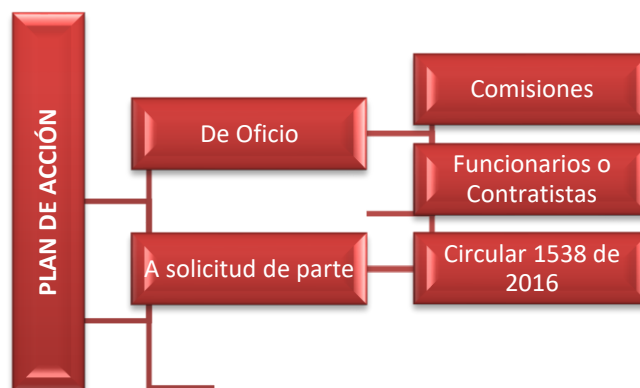 PLAN DE ACCIÓN
De Oficio
A solicitud de parte
Comisiones
Funcionarios o
Contratistas
Circular 1538 de
2016